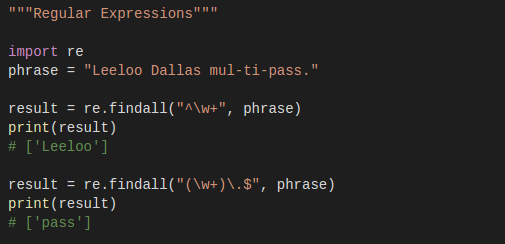 """Regular Expressions"""
import re
phrase = "Leeloo Dallas mul-ti-pass."
result = re.findall("^\w+", phrase)
print(result)
# ['Leeloo']
result = re.findall("(\w+)\.$", phrase)
print(result)
# ['pass']